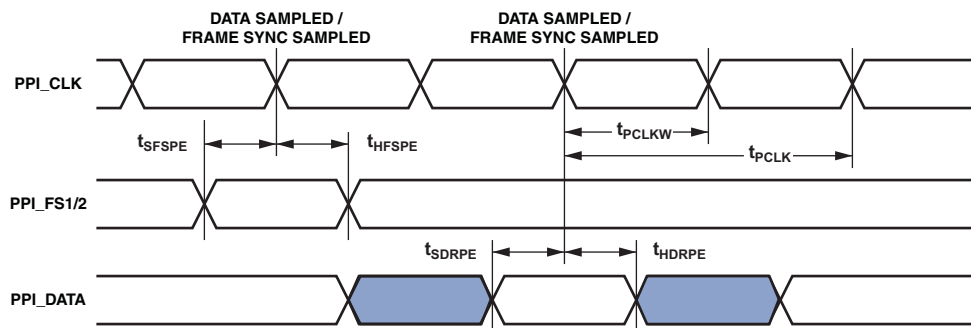 DATA SAMPLED /
FRAME SYNC SAMPLED
DATA SAMPLED /
FRAME SYNC SAMPLED
PPI_CLK
tPCLKW
tSFSPE
tHFSPE
tPCLK
PPI_FS1/2
tSDRPE
tHDRPE
PPI_DATA